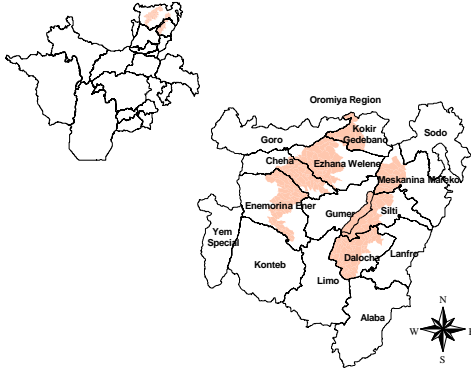 Oromiya Region
Kokir
Gedebano
Sodo
Goro
Cheha
Ezhana Welene
Meskanina Mareko
Enemorina Ener
Gumer
Silti
Yem
Special
Dalocha
Lanfro
Konteb
Limo
Alaba
N
W
E
S